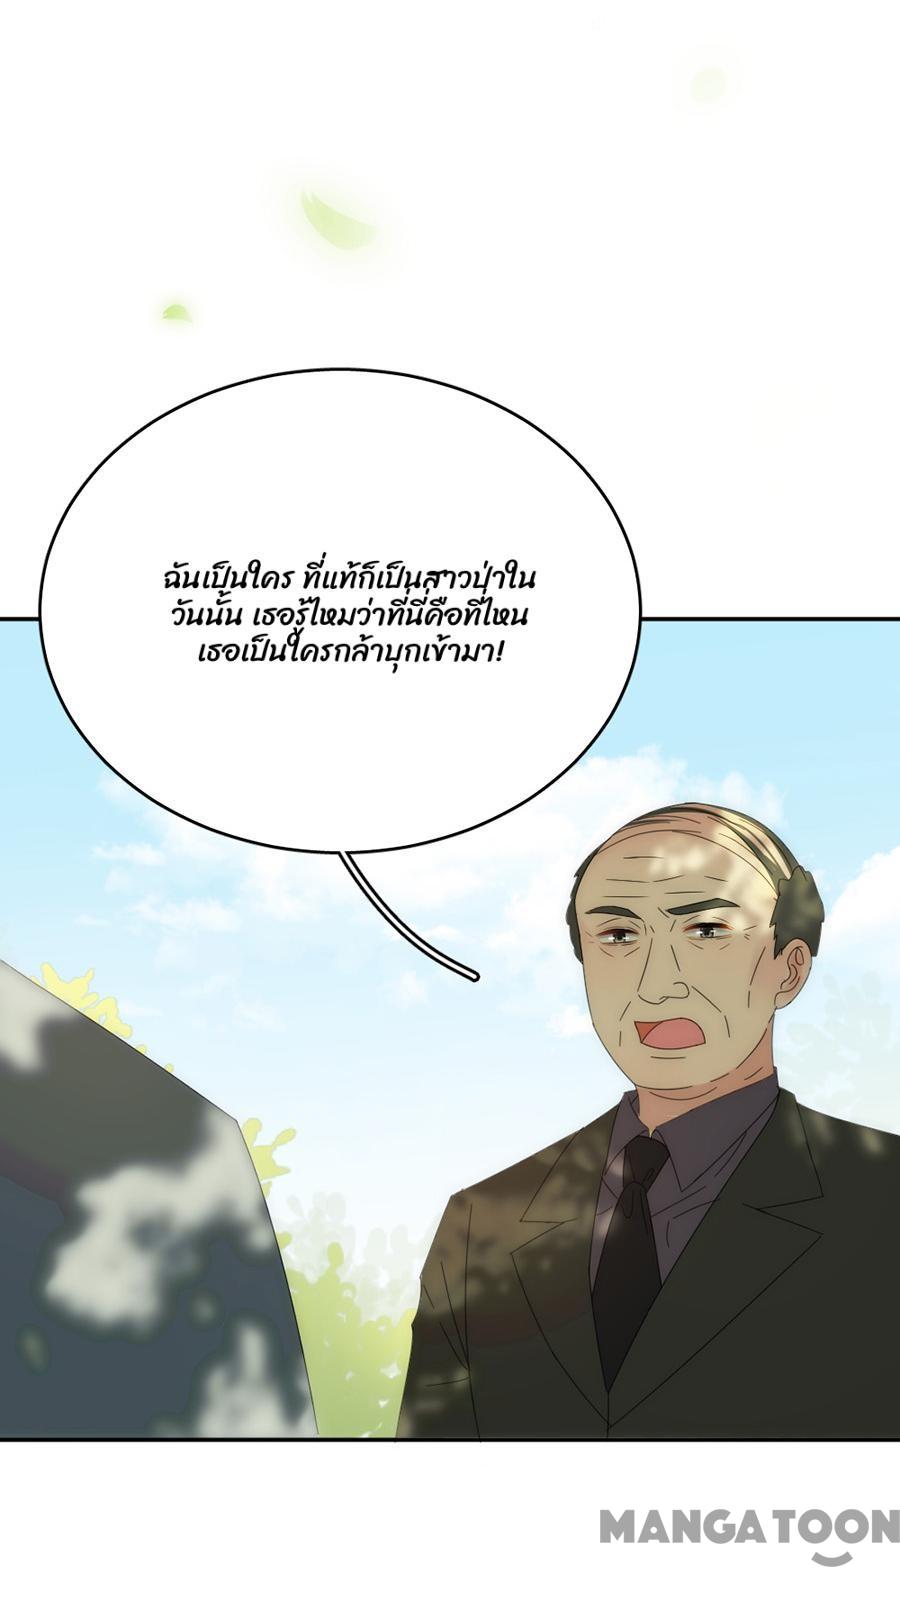 ฉันเป็นใคร ที่แท้ก็เป็นสาวป่าใน
วันนั้น เธอรู้ไหมว่าที่นี่คือที่ไหน
เธอเป็นใครกล้าบุกเข้ามา!
MANGATOON